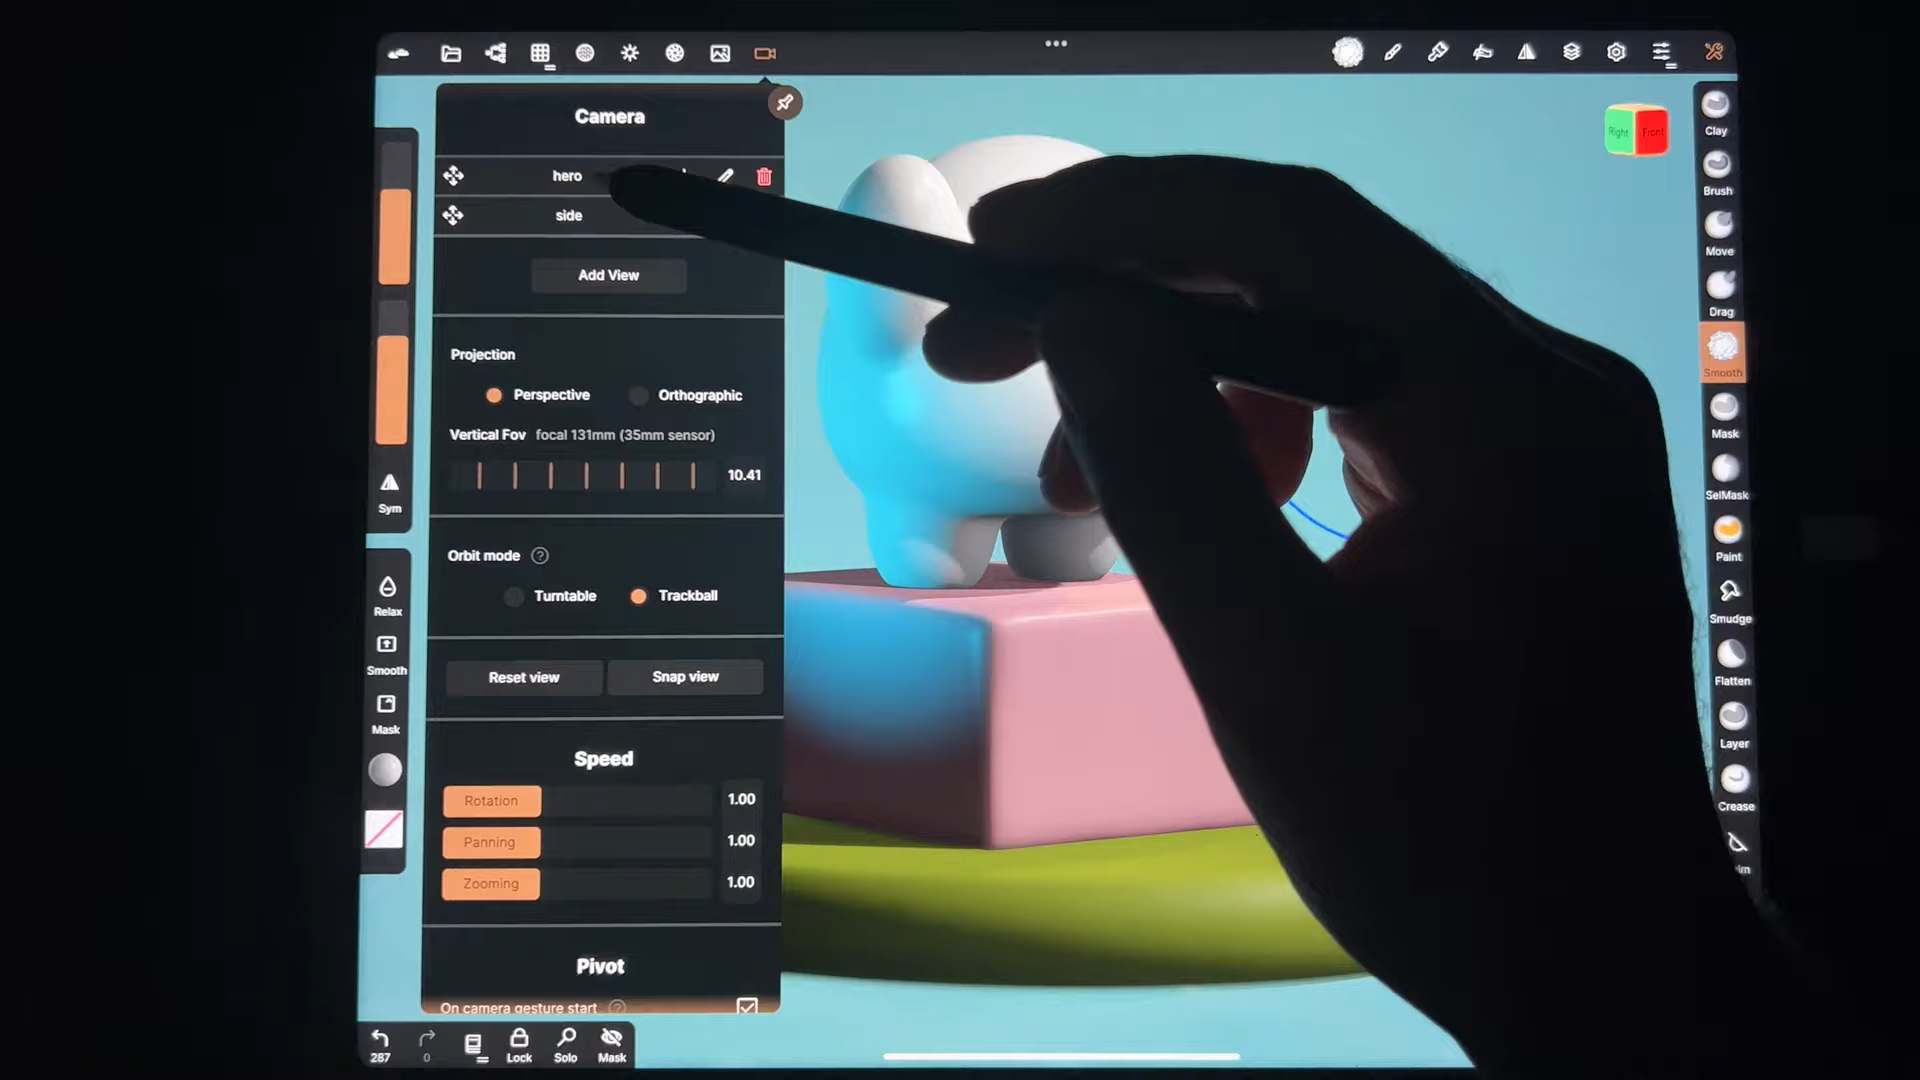 Camera
hero
side
Add View
Projection
Perspective
Orthographic
Vertical Fov focal 131mm (35mm sensor)
10.41
Orbit mode ?
Turntable
Trackball
Reset view
Snap view
Speed
Rotation 1.00
Panning 1.00
Zooming 1.00
Pivot
On camera gesture start ?
Sym
Relax
Smooth
Mask
287
0
Lock
Solo
Mask
Right
Front
Clay
Brush
Move
Drag
Smooth
Mask
SelMask
Paint
Smudge
Flatten
Layer
Crease